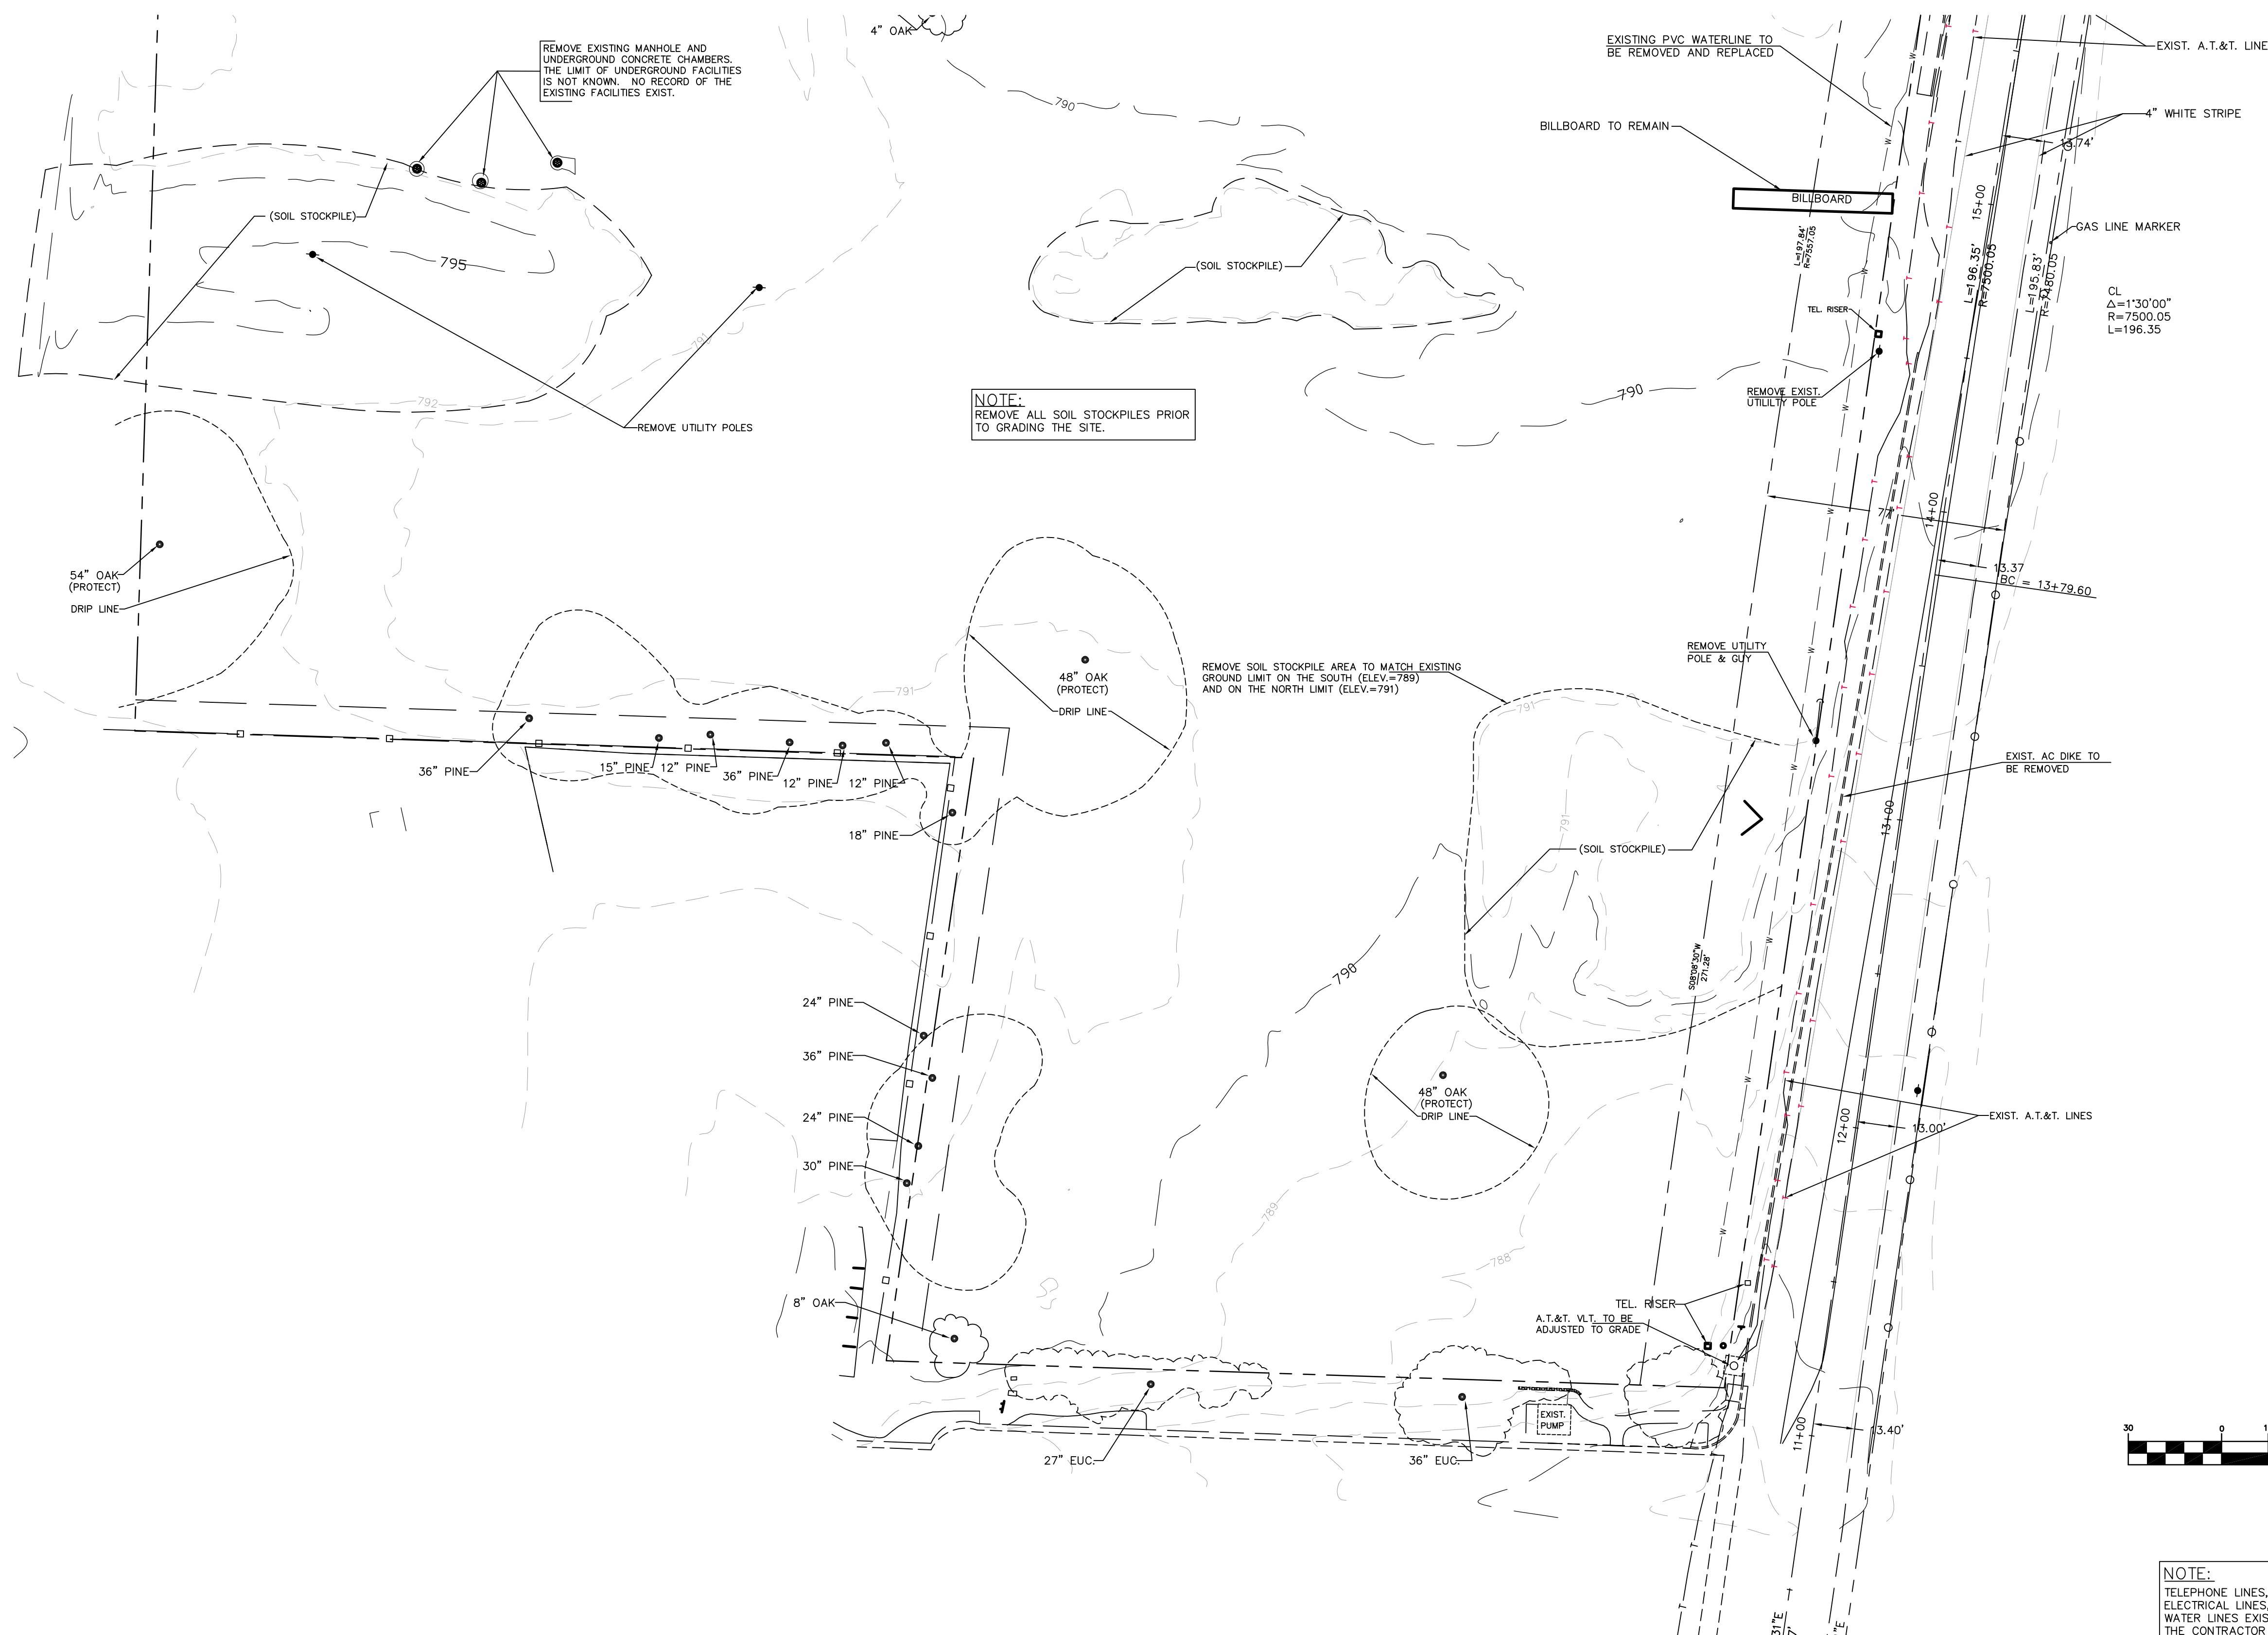 4" OAK
REMOVE EXISTING MANHOLE AND
UNDERGROUND CONCRETE CHAMBERS.
THE LIMIT OF UNDERGROUND FACILITIES
IS NOT KNOWN. NO RECORD OF THE
EXISTING FACILITIES EXIST.
790
EXISTING PVC WATERLINE TO
BE REMOVED AND REPLACED
EXIST. A.T.&T. LINE
BILLBOARD TO REMAIN
4" WHITE STRIPE
13.74'
BILLBOARD
15+00
(SOIL STOCKPILE)
GAS LINE MARKER
L=197.84'
R=7557.05
L=196.35'
R=7500.05
L=195.83'
R=7480.05
795
(SOIL STOCKPILE)
CL
Δ=1°30'00"
R=7500.05
L=196.35
TEL. RISER
791
792
REMOVE UTILITY POLES
NOTE:
REMOVE ALL SOIL STOCKPILES PRIOR
TO GRADING THE SITE.
790
REMOVE EXIST.
UTILILTY POLE
77'
14+00
54" OAK
(PROTECT)
DRIP LINE
13.37
BC = 13+79.60
REMOVE UTILITY
POLE & GUY
REMOVE SOIL STOCKPILE AREA TO MATCH EXISTING
GROUND LIMIT ON THE SOUTH (ELEV.=789)
AND ON THE NORTH LIMIT (ELEV.=791)
48" OAK
(PROTECT)
DRIP LINE
791
791
36" PINE
15" PINE
12" PINE
36" PINE
12" PINE
12" PINE
EXIST. AC DIKE TO
BE REMOVED
18" PINE
791
13+00
(SOIL STOCKPILE)
790
S08°08'30"W
271.28'
24" PINE
36" PINE
48" OAK
(PROTECT)
DRIP LINE
24" PINE
EXIST. A.T.&T. LINES
12+00
13.00'
30" PINE
789
788
8" OAK
TEL. RISER
A.T.&T. VLT. TO BE
ADJUSTED TO GRADE
EXIST.
PUMP
11+00
13.40'
27" EUC.
36" EUC.
30
0
NOTE:
TELEPHONE LINES,
ELECTRICAL LINES,
WATER LINES EXIS
THE CONTRACTOR
31"E
"E